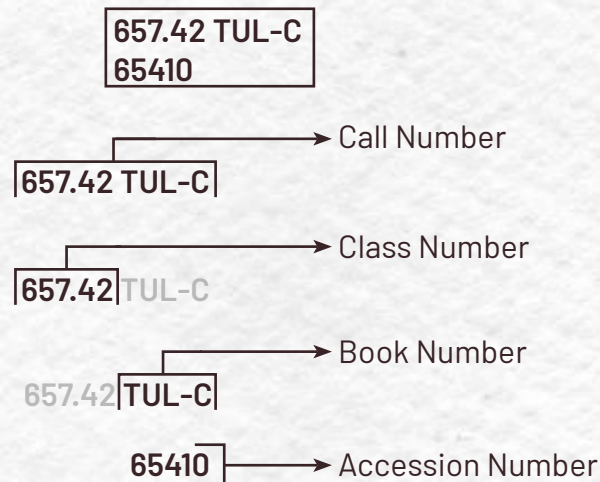 657.42 TUL-C
65410
Call Number
657.42 TUL-C
Class Number
657.42 TUL-C
Book Number
657.42 TUL-C
65410 Accession Number